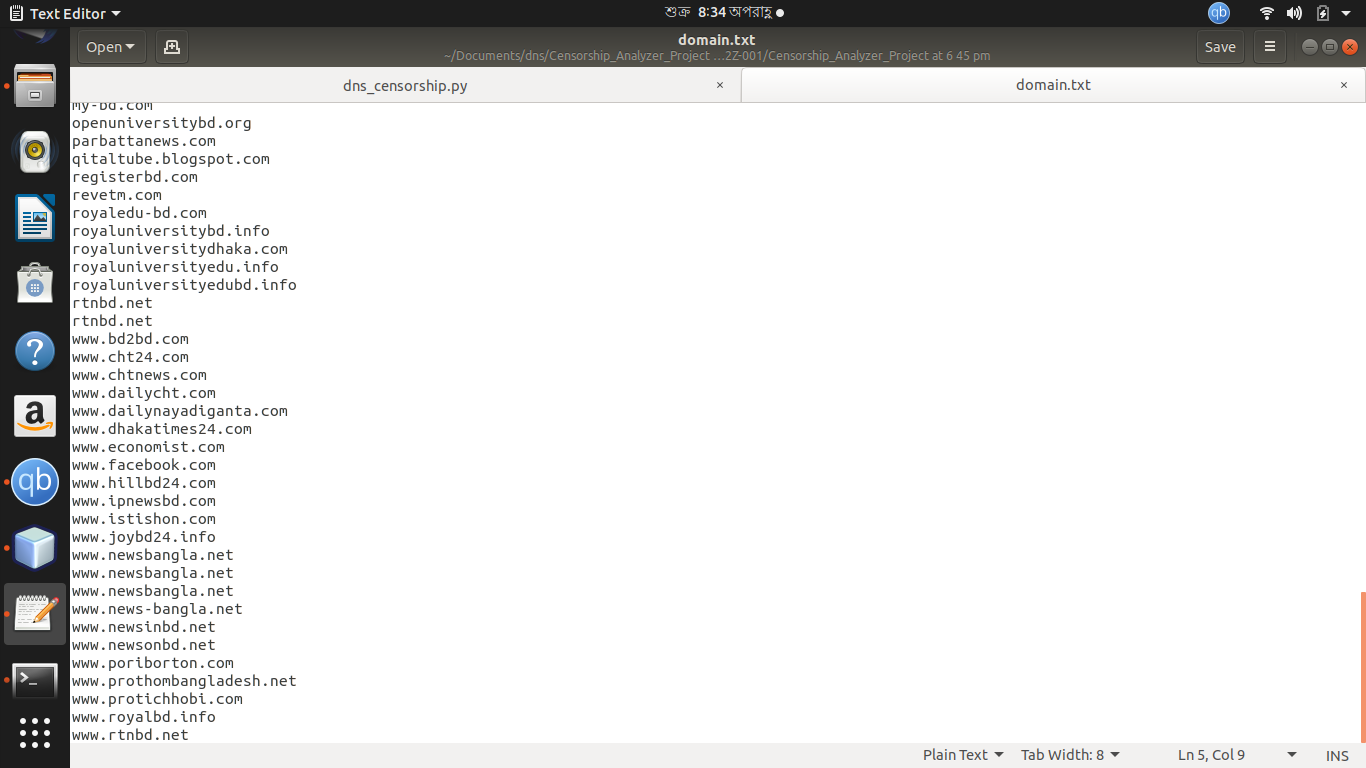 Text Editor
শুক্র 8:34 অপরাহ্ণ
qb
Open
domain.txt
~/Documents/dns/Censorship_Analyzer_Project ...2Z-001/Censorship_Analyzer_Project at 6 45 pm
Save
dns_censorship.py
domain.txt
my-bd.com
openuniversitybd.org
parbattanews.com
qitaltube.blogspot.com
registerbd.com
revetm.com
royaledu-bd.com
royaluniversitybd.info
royaluniversitydhaka.com
royaluniversityedu.info
royaluniversityedubd.info
rtnbd.net
rtnbd.net
www.bd2bd.com
www.cht24.com
www.chtnews.com
www.dailycht.com
www.dailynayadiganta.com
www.dhakatimes24.com
www.economist.com
www.facebook.com
www.hillbd24.com
www.ipnewsbd.com
www.istishon.com
www.joybd24.info
www.newsbangla.net
www.newsbangla.net
www.newsbangla.net
www.news-bangla.net
www.newsinbd.net
www.newsonbd.net
www.poriborton.com
www.prothombangladesh.net
www.protichhobi.com
www.royalbd.info
www.rtnbd.net
a
qb
Plain Text
Tab Width: 8
Ln 5, Col 9
INS